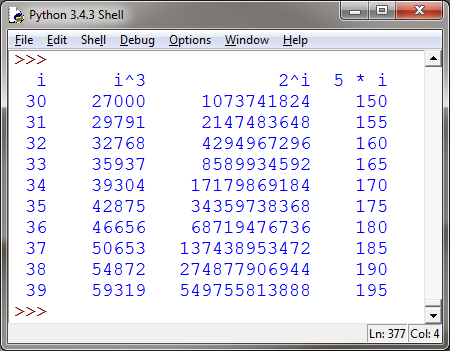 Python 3.4.3 Shell
File Edit Shell Debug Options Window Help
>>>
i i^3 2^i 5 * i
30 27000 1073741824 150
31 29791 2147483648 155
32 32768 4294967296 160
33 35937 8589934592 165
34 39304 17179869184 170
35 42875 34359738368 175
36 46656 68719476736 180
37 50653 137438953472 185
38 54872 274877906944 190
39 59319 549755813888 195
>>>
Ln: 377 Col: 4